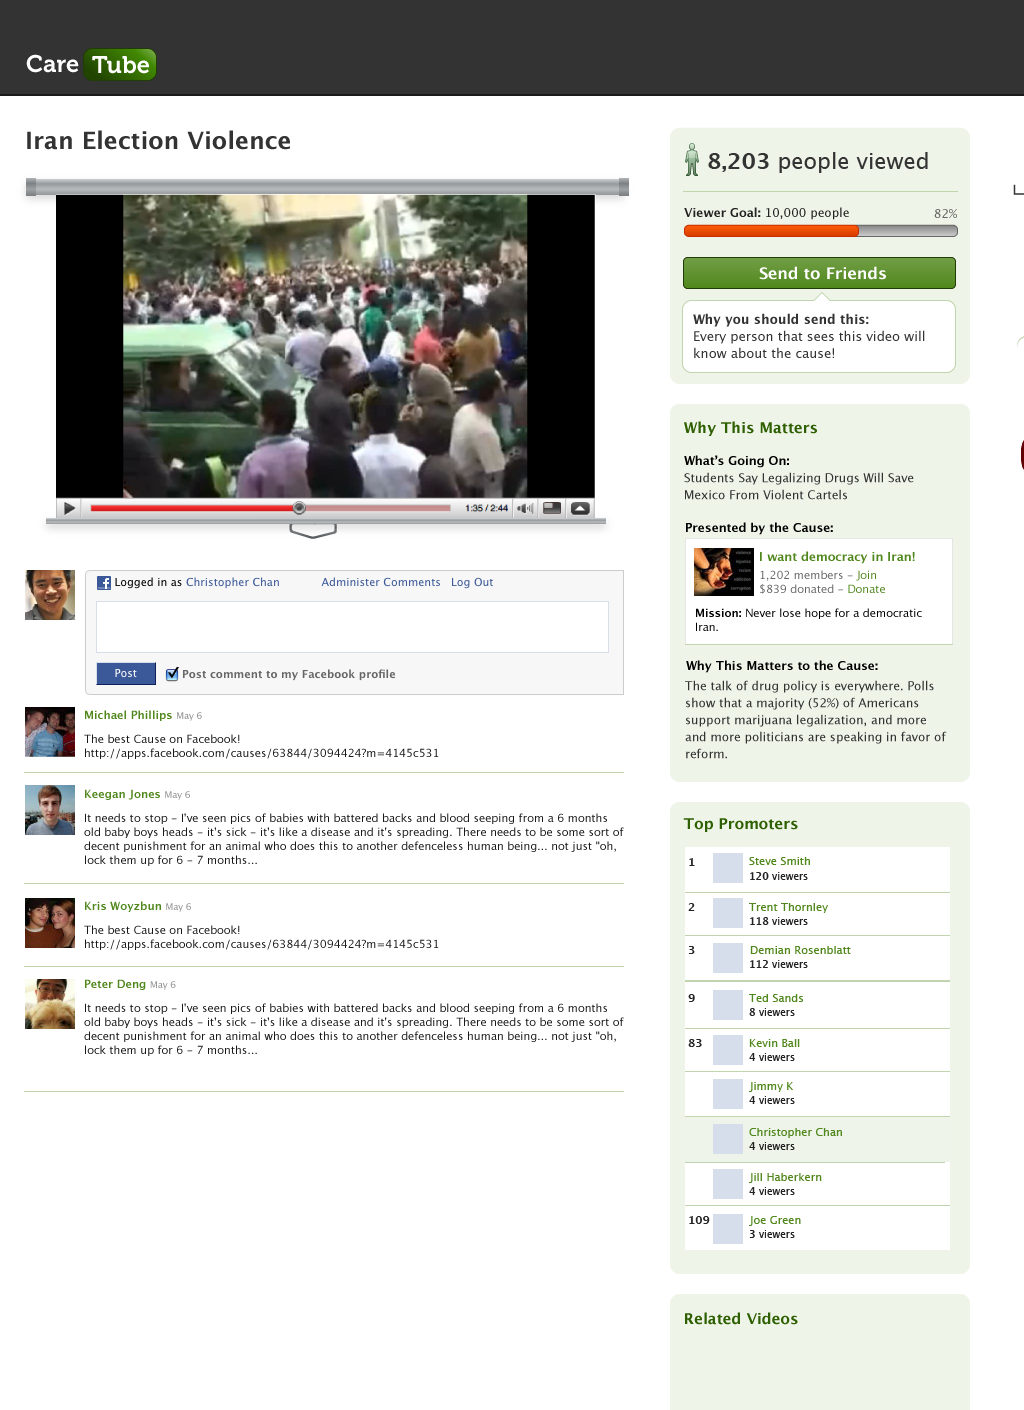 Care Tube
Iran Election Violence
1:35 / 2:44
Logged in as Christopher Chan Administer Comments Log Out
Post Post comment to my Facebook profile
Michael Phillips May 6
The best Cause on Facebook!
http://apps.facebook.com/causes/63844/3094424?m=4145c531
Keegan Jones May 6
It needs to stop - I've seen pics of babies with battered backs and blood seeping from a 6 months
old baby boys heads - it's sick - it's like a disease and it's spreading. There needs to be some sort of
decent punishment for an animal who does this to another defenceless human being... not just "oh,
lock them up for 6 - 7 months...
Kris Woyzbun May 6
The best Cause on Facebook!
http://apps.facebook.com/causes/63844/3094424?m=4145c531
Peter Deng May 6
It needs to stop - I've seen pics of babies with battered backs and blood seeping from a 6 months
old baby boys heads - it's sick - it's like a disease and it's spreading. There needs to be some sort of
decent punishment for an animal who does this to another defenceless human being... not just "oh,
lock them up for 6 - 7 months...
8,203 people viewed
Viewer Goal: 10,000 people 82%
Send to Friends
Why you should send this:
Every person that sees this video will
know about the cause!
Why This Matters
What's Going On:
Students Say Legalizing Drugs Will Save
Mexico From Violent Cartels
Presented by the Cause:
I want democracy in Iran!
1,202 members - Join
$839 donated - Donate
Mission: Never lose hope for a democratic
Iran.
Why This Matters to the Cause:
The talk of drug policy is everywhere. Polls
show that a majority (52%) of Americans
support marijuana legalization, and more
and more politicians are speaking in favor of
reform.
Top Promoters
1 Steve Smith
120 viewers
2 Trent Thornley
118 viewers
3 Demian Rosenblatt
112 viewers
9 Ted Sands
8 viewers
83 Kevin Ball
4 viewers
Jimmy K
4 viewers
Christopher Chan
4 viewers
Jill Haberkern
4 viewers
109 Joe Green
3 viewers
Related Videos